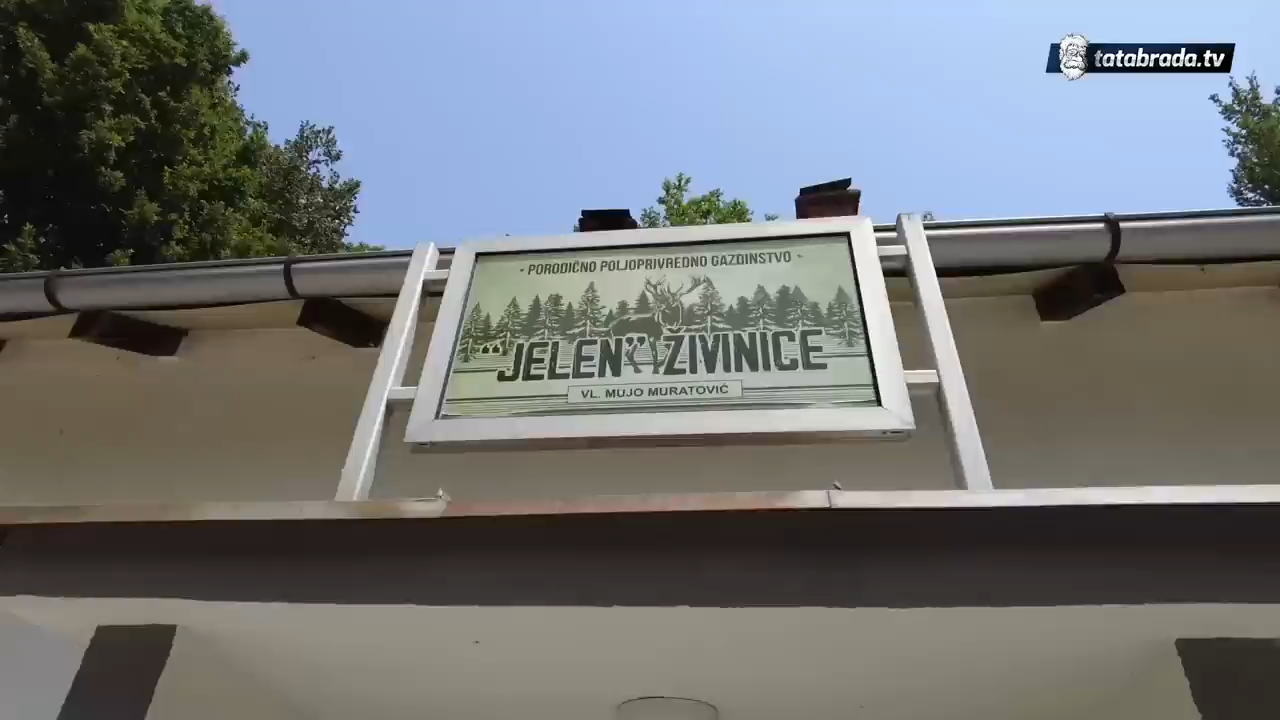 tatabrada.tv
· PORODIČNO POLJOPRIVREDNO GAZDINSTVO ·
"JELEN" ŽIVINICE
VL. MUJO MURATOVIĆ